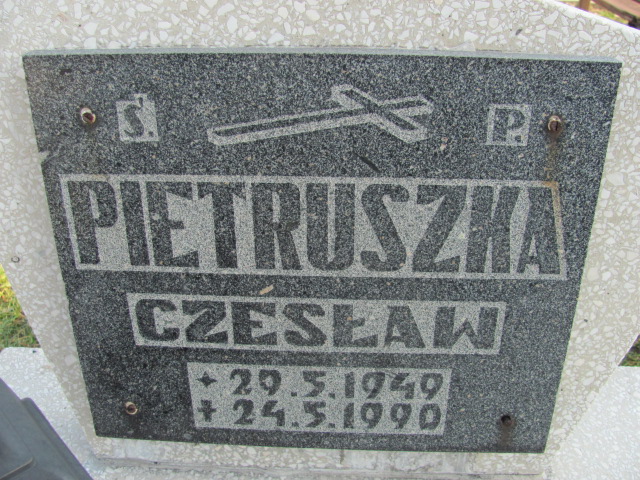 Ś. P.
PIETRUSZKA
CZESŁAW
29.5.1949
24.5.1990